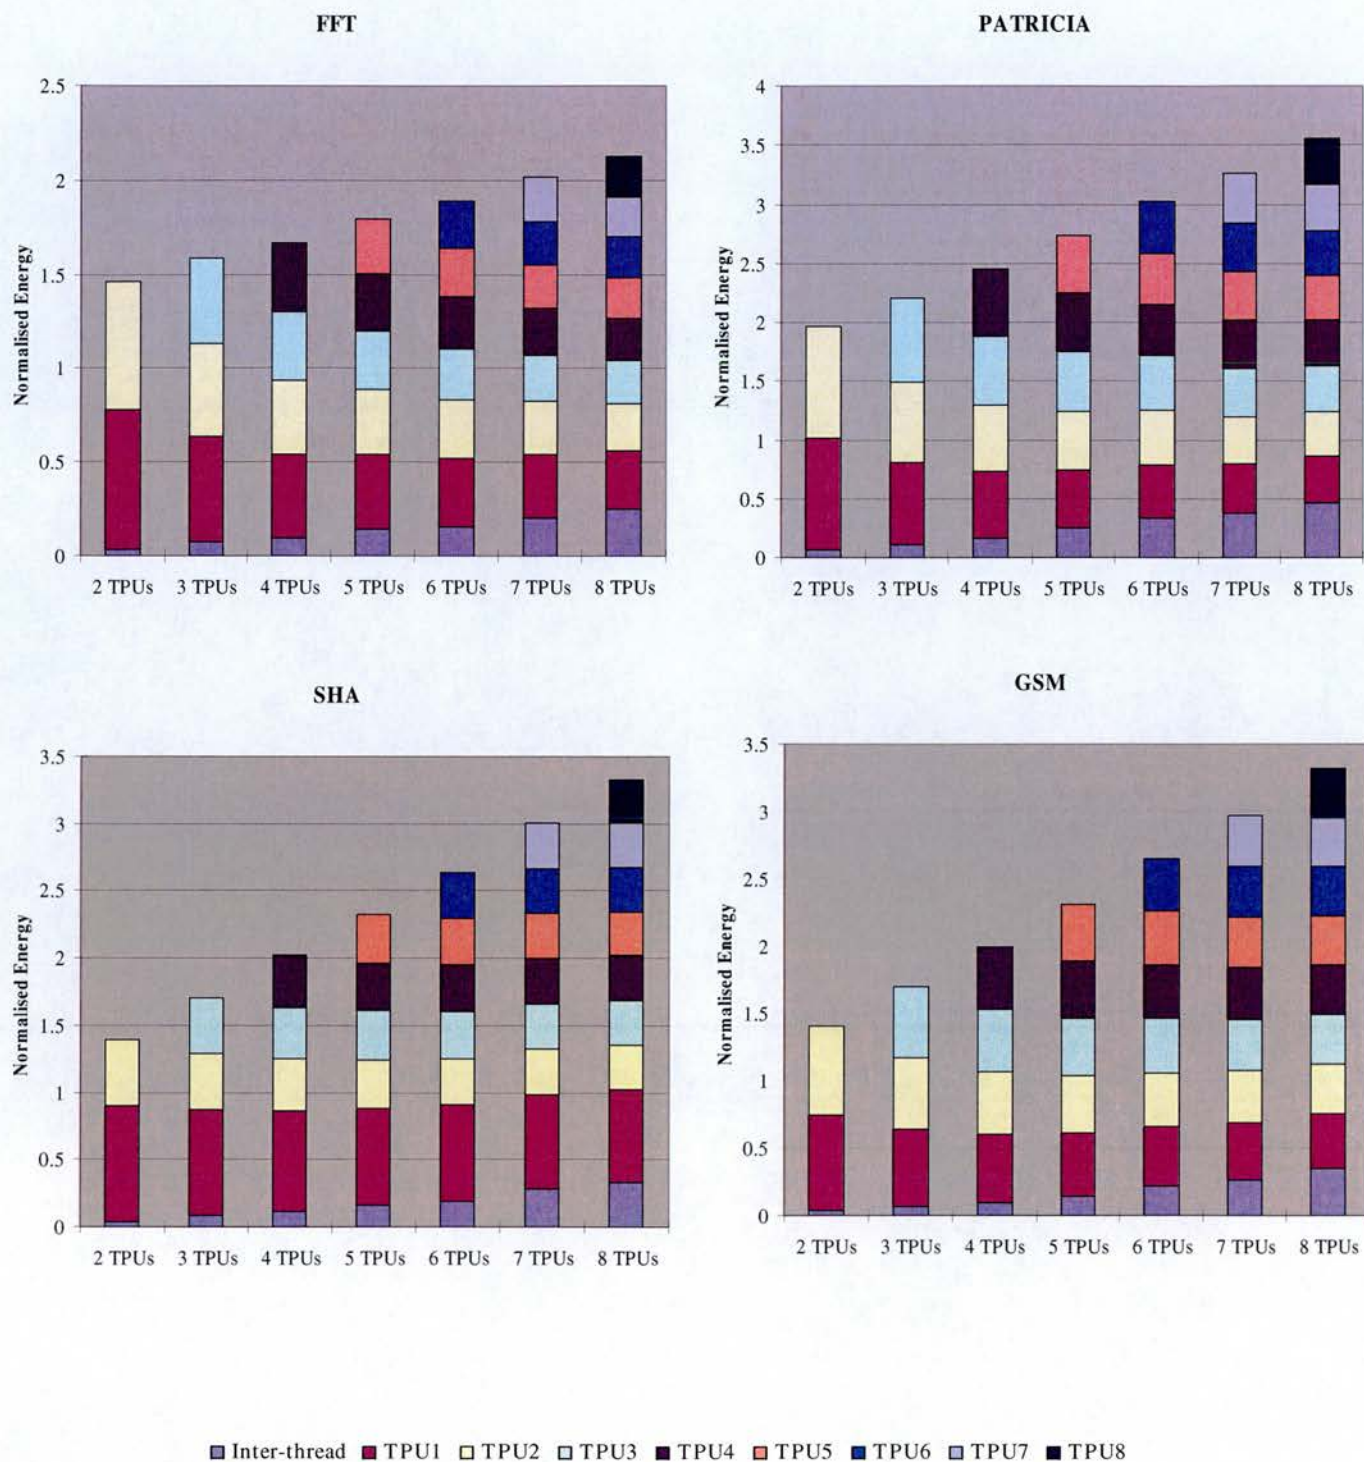 FFT
2.5
2
1.5
1
0.5
0
Normalised Energy
2 TPUs 3 TPUs 4 TPUs 5 TPUs 6 TPUs 7 TPUs 8 TPUs
PATRICIA
4
3.5
3
2.5
2
1.5
1
0.5
0
Normalised Energy
2 TPUs 3 TPUs 4 TPUs 5 TPUs 6 TPUs 7 TPUs 8 TPUs
SHA
3.5
3
2.5
2
1.5
1
0.5
0
Normalised Energy
2 TPUs 3 TPUs 4 TPUs 5 TPUs 6 TPUs 7 TPUs 8 TPUs
GSM
3.5
3
2.5
2
1.5
1
0.5
0
Normalised Energy
2 TPUs 3 TPUs 4 TPUs 5 TPUs 6 TPUs 7 TPUs 8 TPUs
Inter-thread TPU1 TPU2 TPU3 TPU4 TPU5 TPU6 TPU7 TPU8